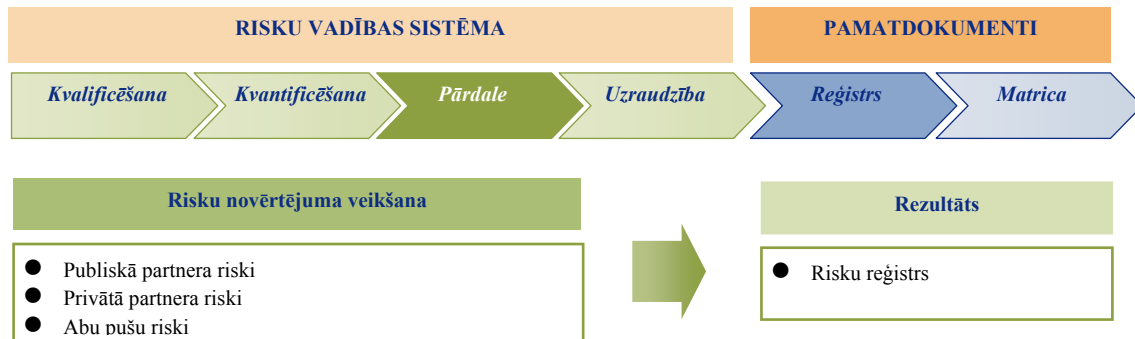 RISKU VADĪBAS SISTĒMA
PAMATDOKUMENTI
Kvalificēšana
Kvantificēšana
Pārdale
Uzraudzība
Reģistrs
Matrica
Risku novērtējuma veikšana
Rezultāts
● Publiskā partnera riski
● Privātā partnera riski
● Abu pušu riski
● Risku reģistrs